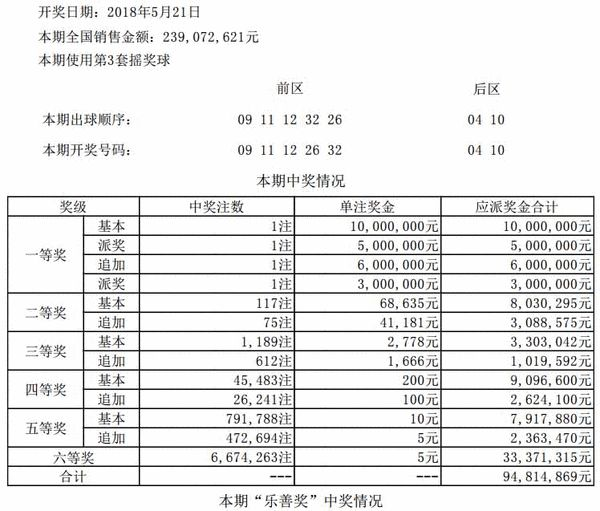 开奖日期：2018年5月21日
本期全国销售金额：239,072,621元
本期使用第3套摇奖球
前区 后区
本期出球顺序： 09 11 12 32 26 04 10
本期开奖号码： 09 11 12 26 32 04 10
本期中奖情况
奖级 中奖注数 单注奖金 应派奖金合计
一等奖 基本 1注 10,000,000元 10,000,000元
派奖 1注 5,000,000元 5,000,000元
追加 1注 6,000,000元 6,000,000元
派奖 1注 3,000,000元 3,000,000元
二等奖 基本 117注 68,635元 8,030,295元
追加 75注 41,181元 3,088,575元
三等奖 基本 1,189注 2,778元 3,303,042元
追加 612注 1,666元 1,019,592元
四等奖 基本 45,483注 200元 9,096,600元
追加 26,241注 100元 2,624,100元
五等奖 基本 791,788注 10元 7,917,880元
追加 472,694注 5元 2,363,470元
六等奖 6,674,263注 5元 33,371,315元
合计 --- --- 94,814,869元
本期“乐善奖”中奖情况